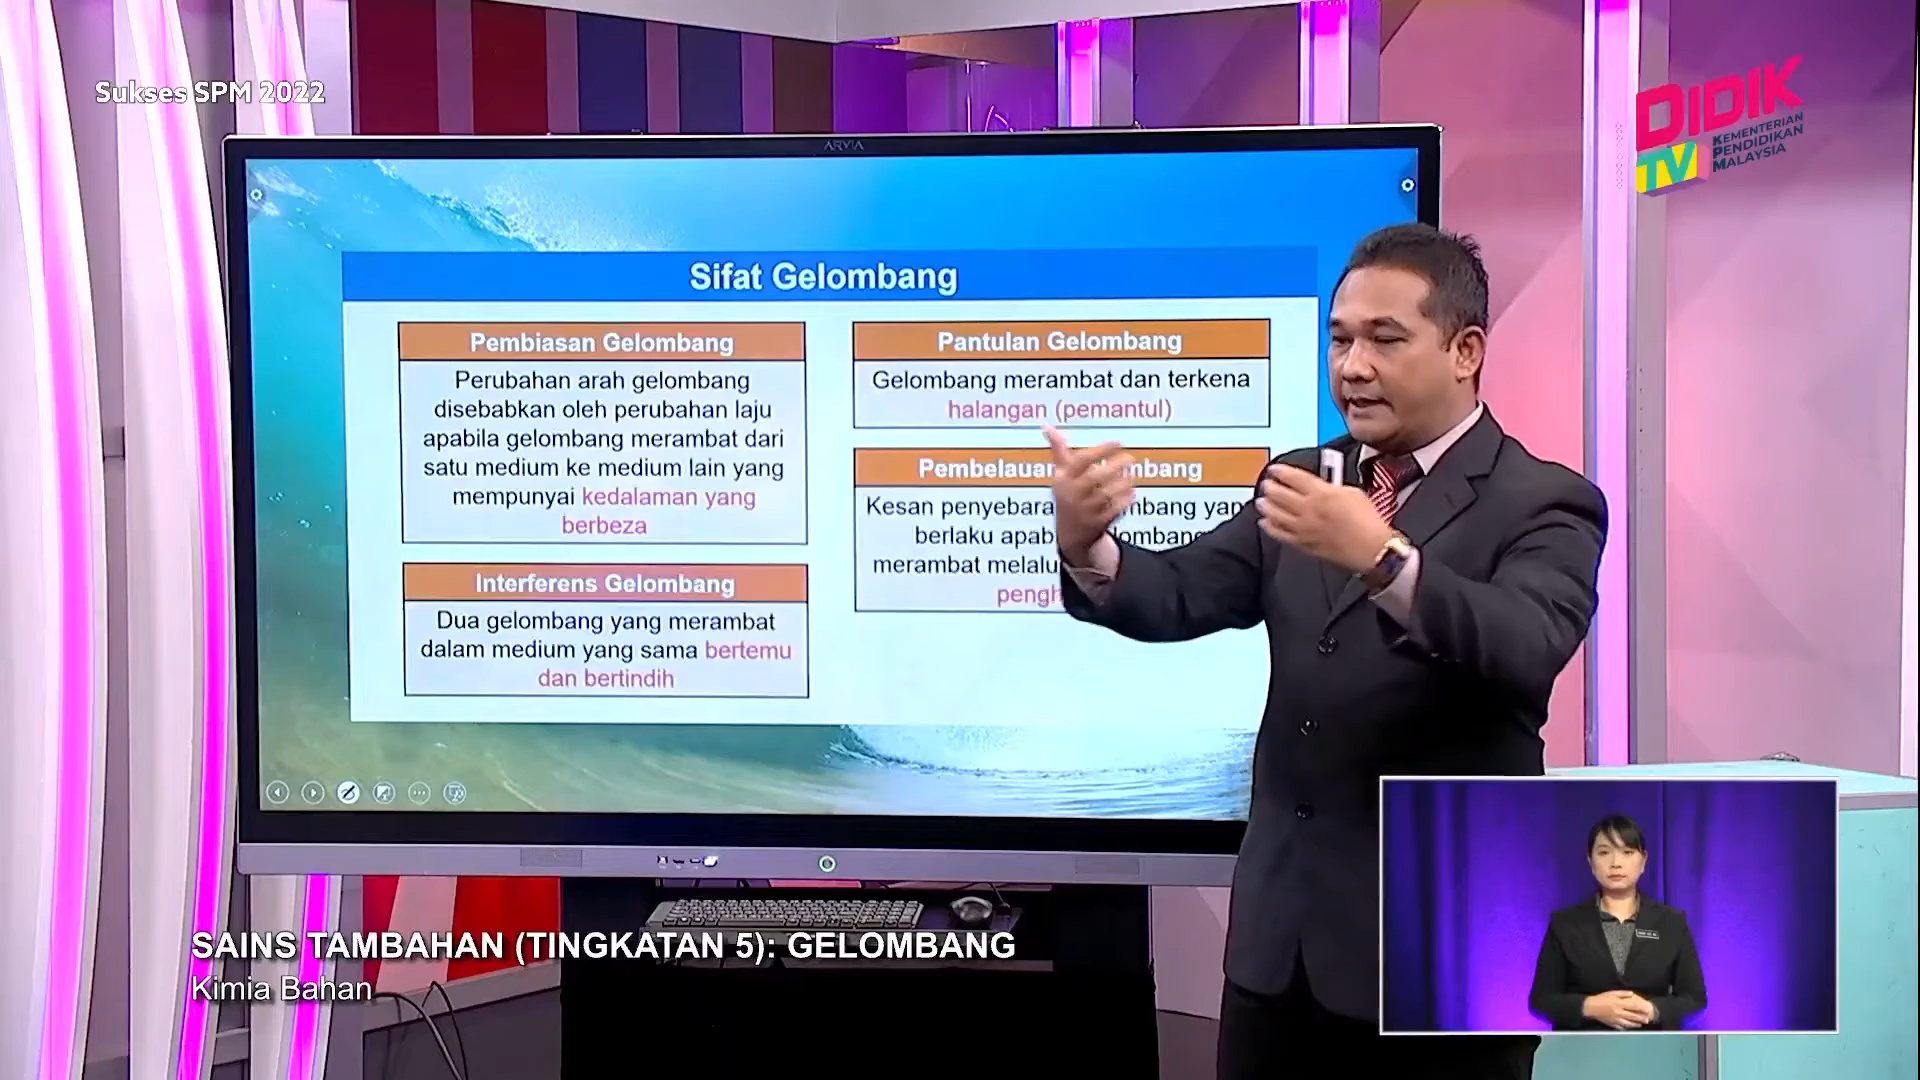 Sukses SPM 2022
DIDIK
TV
KEMENTERIAN
PENDIDIKAN
MALAYSIA
ARVIA
Sifat Gelombang
Pembiasan Gelombang
Perubahan arah gelombang
disebabkan oleh perubahan laju
apabila gelombang merambat dari
satu medium ke medium lain yang
mempunyai kedalaman yang
berbeza
Interferens Gelombang
Dua gelombang yang merambat
dalam medium yang sama bertemu
dan bertindih
Pantulan Gelombang
Gelombang merambat dan terkena
halangan (pemantul)
Pembelauan
Kesan
berlaku
merambat
SAINS TAMBAHAN (TINGKATAN 5): GELOMBANG
Kimia Bahan